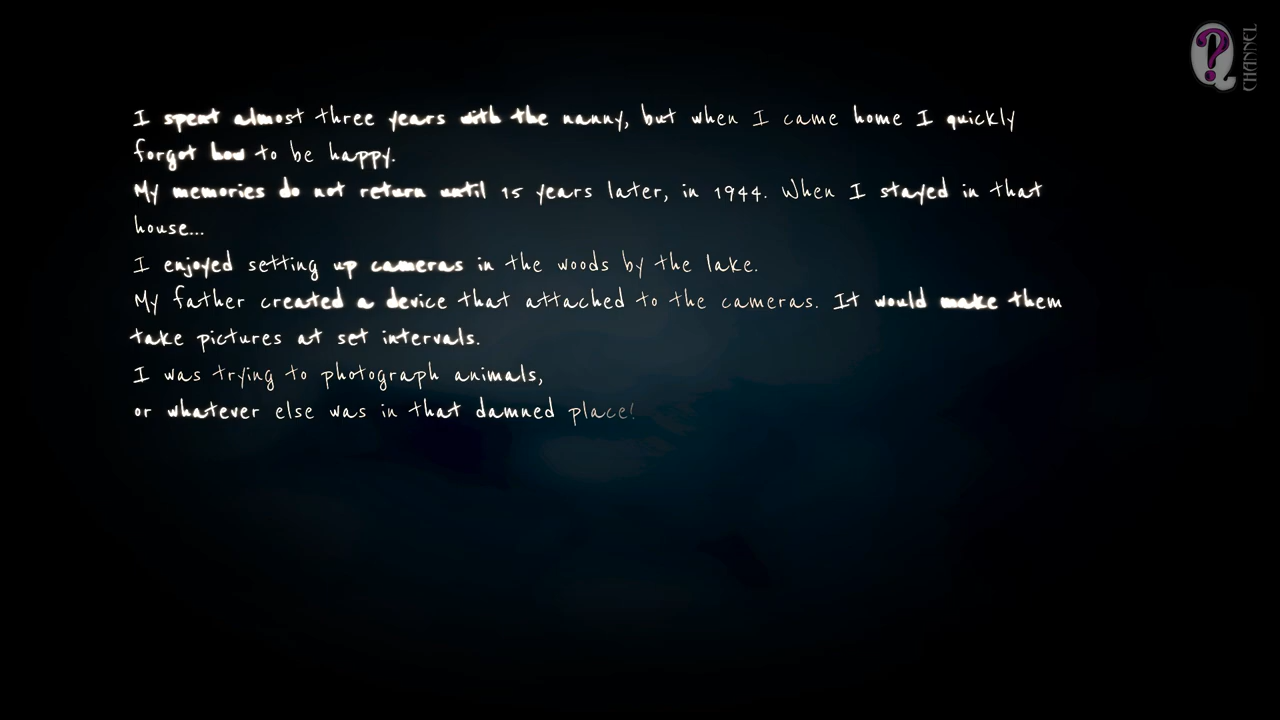 I spent almost three years with the nanny, but when I came home I quickly
forgot how to be happy.
My memories do not return until 15 years later, in 1944. When I stayed in that
house...
I enjoyed setting up cameras in the woods by the lake.
My father created a device that attached to the cameras. It would make them
take pictures at set intervals.
I was trying to photograph animals,
or whatever else was in that damned place!
Q?
CHANNEL